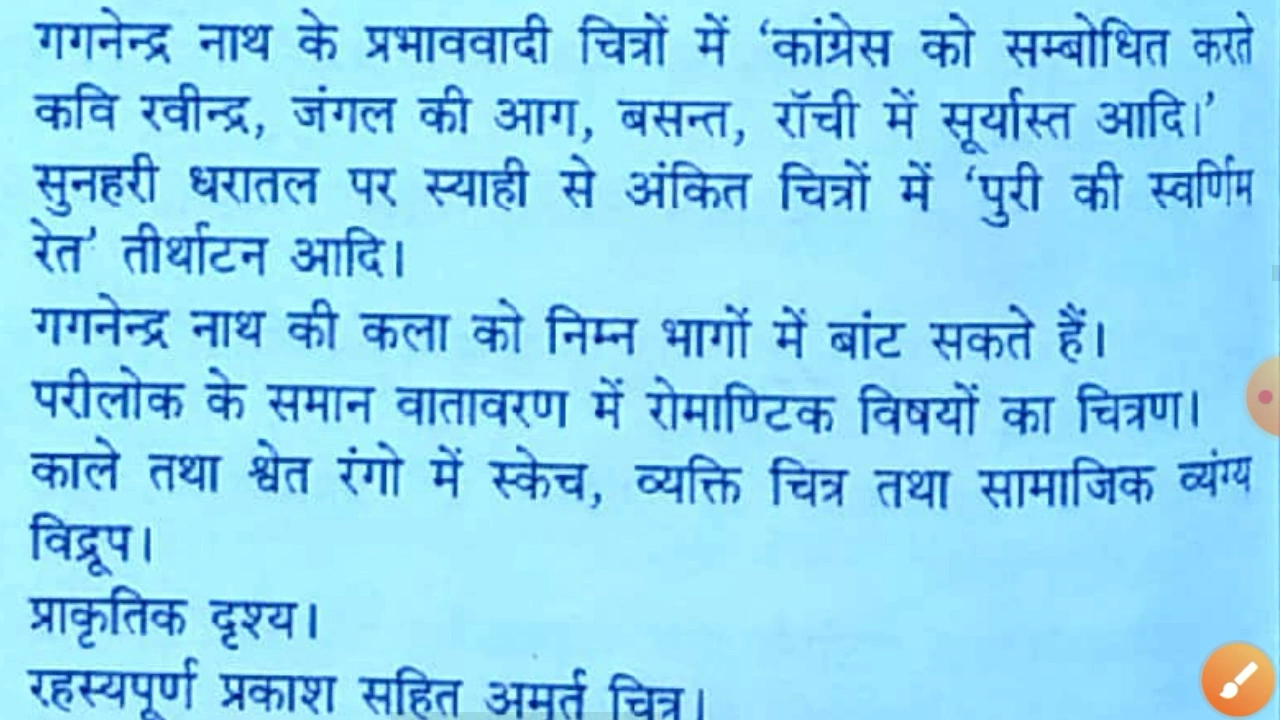 गगनेन्द्र नाथ के प्रभाववादी चित्रों में ‘कांग्रेस को सम्बोधित करते
कवि रवीन्द्र, जंगल की आग, बसन्त, रॉची में सूर्यास्त आदि।’
सुनहरी धरातल पर स्याही से अंकित चित्रों में ‘पुरी की स्वर्णिम
रेत’ तीर्थाटन आदि।
गगनेन्द्र नाथ की कला को निम्न भागों में बांट सकते हैं।
परीलोक के समान वातावरण में रोमाण्टिक विषयों का चित्रण।
काले तथा श्वेत रंगो में स्केच, व्यक्ति चित्र तथा सामाजिक व्यंग्य
विद्रूप।
प्राकृतिक दृश्य।
रहस्यपूर्ण प्रकाश सहित अमूर्त चित्र।